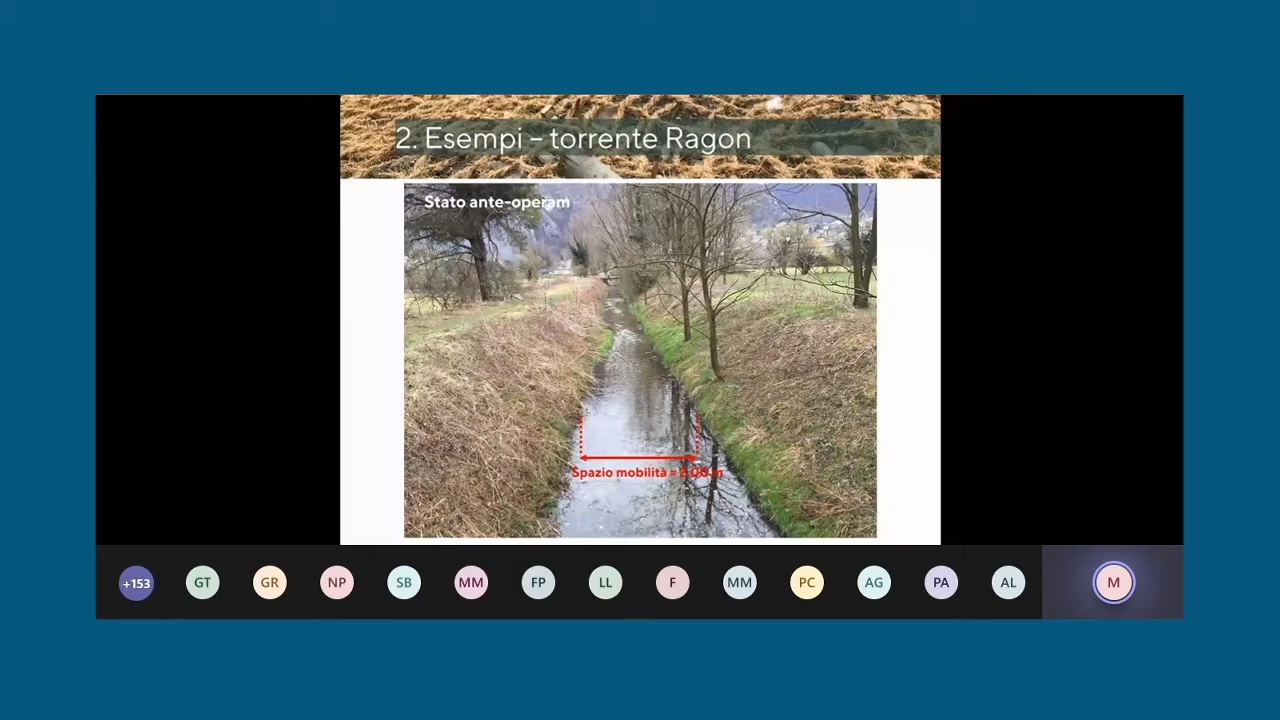 2. Esempi – torrente Ragon
Stato ante-operam
Spazio mobilità =
+153
GT
GR
NP
SB
MM
FP
LL
F
MM
PC
AG
PA
AL
M